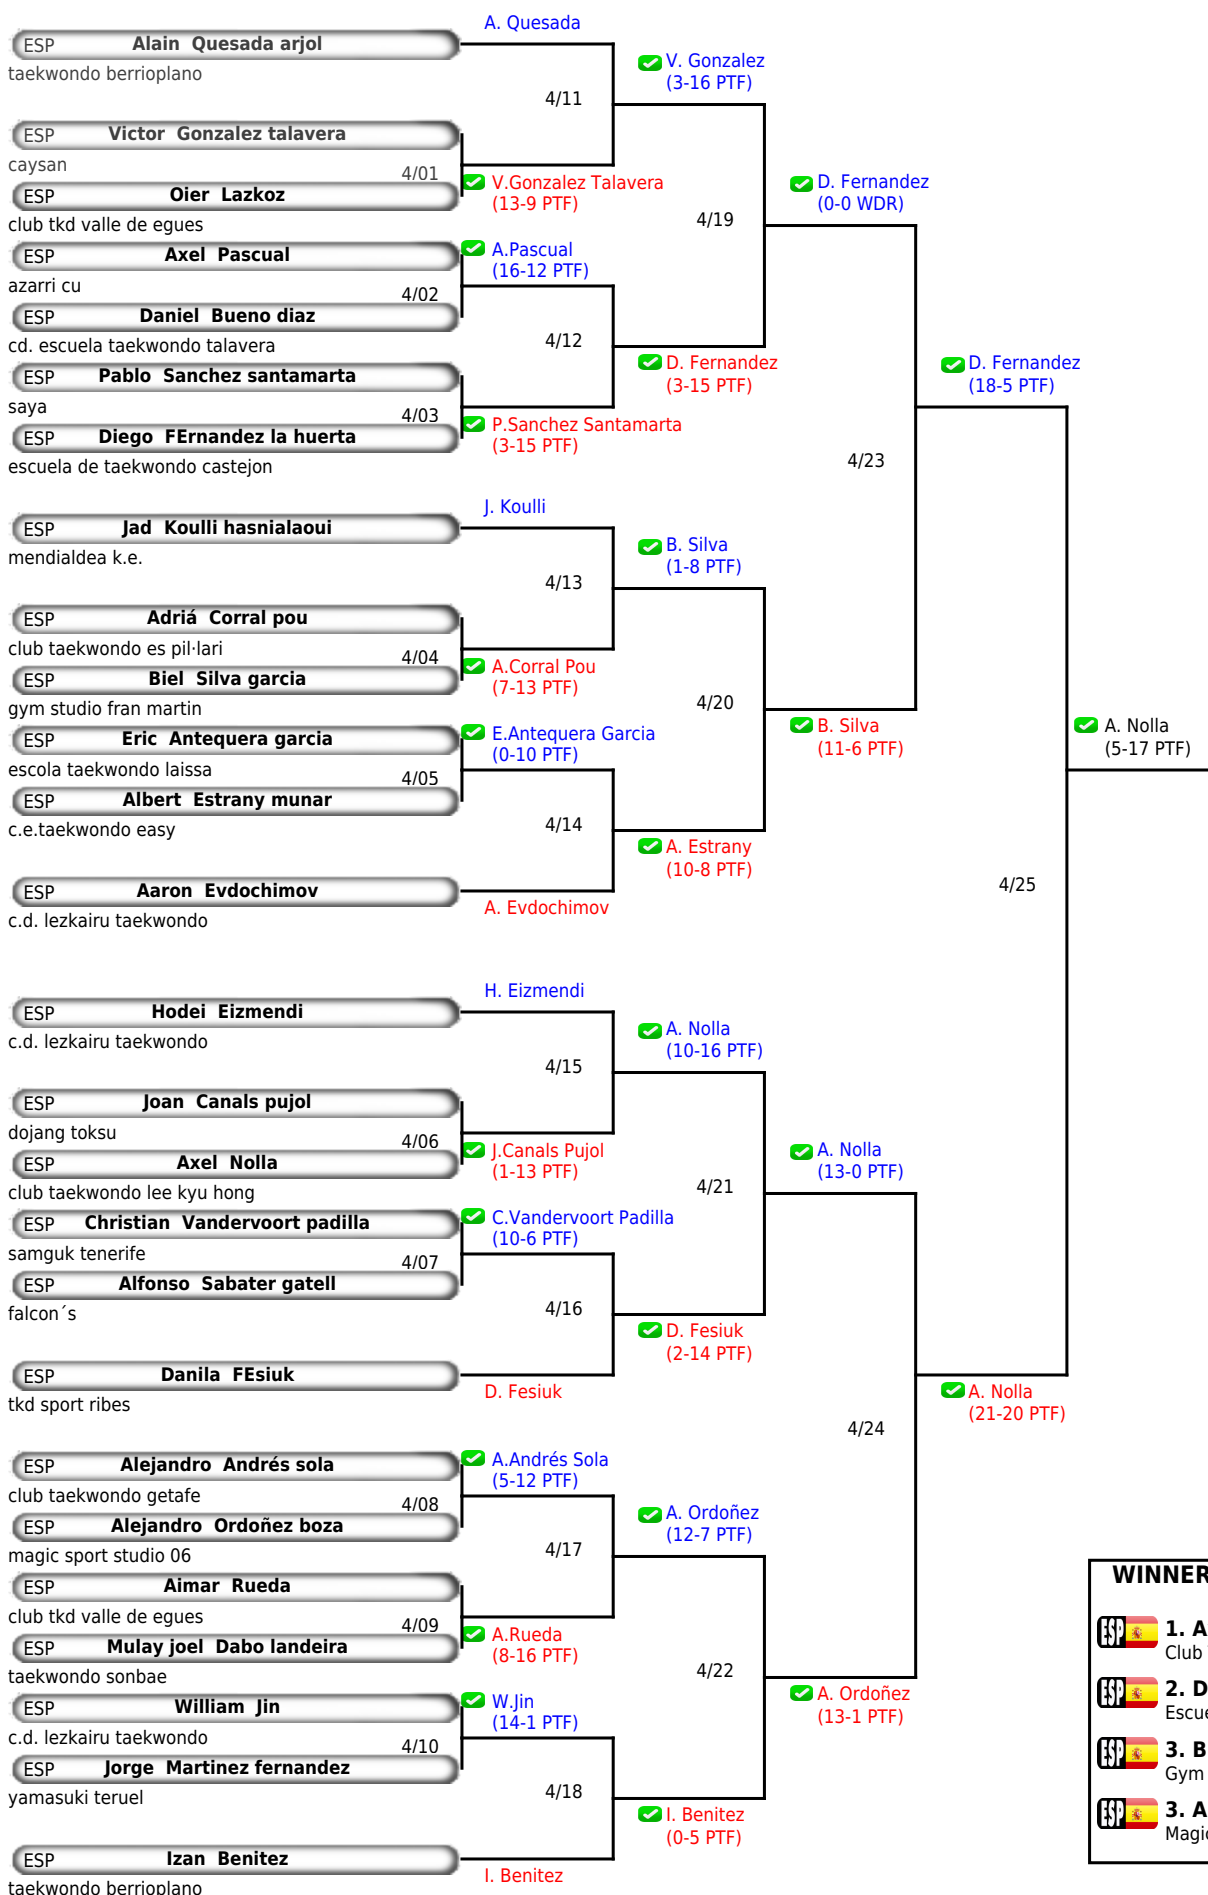 A. Quesada
ESP Alain Quesada arjol
taekwondo berrioplano
V. Gonzalez
(3-16 PTF)
4/11
ESP Victor Gonzalez talavera
caysan
4/01
V.Gonzalez Talavera
(13-9 PTF)
ESP Oier Lazkoz
club tkd valle de egues
D. Fernandez
(0-0 WDR)
4/19
ESP Axel Pascual
azarri cu
A.Pascual
(16-12 PTF)
4/02
ESP Daniel Bueno diaz
cd. escuela taekwondo talavera
4/12
D. Fernandez
(3-15 PTF)
ESP Pablo Sanchez santamarta
saya
4/03
P.Sanchez Santamarta
(3-15 PTF)
ESP Diego FErnandez la huerta
escuela de taekwondo castejon
D. Fernandez
(18-5 PTF)
4/23
J. Koulli
ESP Jad Koulli hasnialaoui
mendialdea k.e.
B. Silva
(1-8 PTF)
4/13
ESP Adriá Corral pou
club taekwondo es pil·lari
4/04
A.Corral Pou
(7-13 PTF)
ESP Biel Silva garcia
gym studio fran martin
4/20
B. Silva
(11-6 PTF)
A. Nolla
(5-17 PTF)
ESP Eric Antequera garcia
escola taekwondo laissa
E.Antequera Garcia
(0-10 PTF)
4/05
ESP Albert Estrany munar
c.e.taekwondo easy
4/14
A. Estrany
(10-8 PTF)
ESP Aaron Evdochimov
c.d. lezkairu taekwondo
A. Evdochimov
4/25
H. Eizmendi
ESP Hodei Eizmendi
c.d. lezkairu taekwondo
A. Nolla
(10-16 PTF)
4/15
ESP Joan Canals pujol
dojang toksu
4/06
J.Canals Pujol
(1-13 PTF)
ESP Axel Nolla
club taekwondo lee kyu hong
A. Nolla
(13-0 PTF)
4/21
ESP Christian Vandervoort padilla
samguk tenerife
C.Vandervoort Padilla
(10-6 PTF)
4/07
ESP Alfonso Sabater gatell
falcon´s
4/16
D. Fesiuk
(2-14 PTF)
ESP Danila FEsiuk
tkd sport ribes
D. Fesiuk
A. Nolla
(21-20 PTF)
4/24
ESP Alejandro Andrés sola
club taekwondo getafe
A.Andrés Sola
(5-12 PTF)
4/08
ESP Alejandro Ordoñez boza
magic sport studio 06
A. Ordoñez
(12-7 PTF)
4/17
ESP Aimar Rueda
club tkd valle de egues
4/09
A.Rueda
(8-16 PTF)
ESP Mulay joel Dabo landeira
taekwondo sonbae
4/22
A. Ordoñez
(13-1 PTF)
ESP William Jin
c.d. lezkairu taekwondo
W.Jin
(14-1 PTF)
4/10
ESP Jorge Martinez fernandez
yamasuki teruel
4/18
I. Benitez
(0-5 PTF)
ESP Izan Benitez
taekwondo berrioplano
I. Benitez
WINNER
ESP 1. A
Club
ESP 2. D
Escue
ESP 3. B
Gym
ESP 3. A
Magic